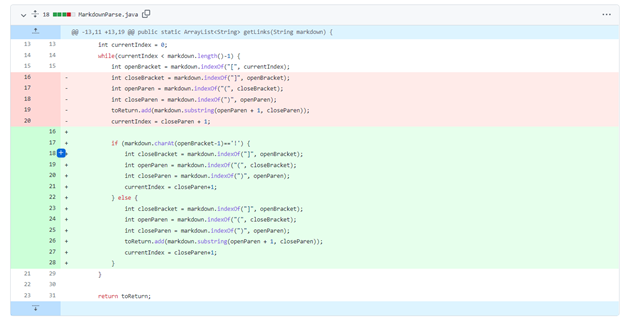 18 MarkdownParse.java
@@ -13,11 +13,19 @@ public static ArrayList<String> getLinks(String markdown) {
13 13 int currentIndex = 0;
14 14 while(currentIndex < markdown.length()-1) {
15 15 int openBracket = markdown.indexOf("[", currentIndex);
16 - int closeBracket = markdown.indexOf("]", openBracket);
17 - int openParen = markdown.indexOf("(", closeBracket);
18 - int closeParen = markdown.indexOf(")", openParen);
19 - toReturn.add(markdown.substring(openParen + 1, closeParen));
20 - currentIndex = closeParen + 1;
16 +
17 + if (markdown.charAt(openBracket-1)=='!') {
18 + int closeBracket = markdown.indexOf("]", openBracket);
19 + int openParen = markdown.indexOf("(", closeBracket);
20 + int closeParen = markdown.indexOf(")", openParen);
21 + currentIndex = closeParen+1;
22 + } else {
23 + int closeBracket = markdown.indexOf("]", openBracket);
24 + int openParen = markdown.indexOf("(", closeBracket);
25 + int closeParen = markdown.indexOf(")", openParen);
26 + toReturn.add(markdown.substring(openParen + 1, closeParen));
27 + currentIndex = closeParen+1;
28 + }
21 29 }
22 30
23 31 return toReturn;